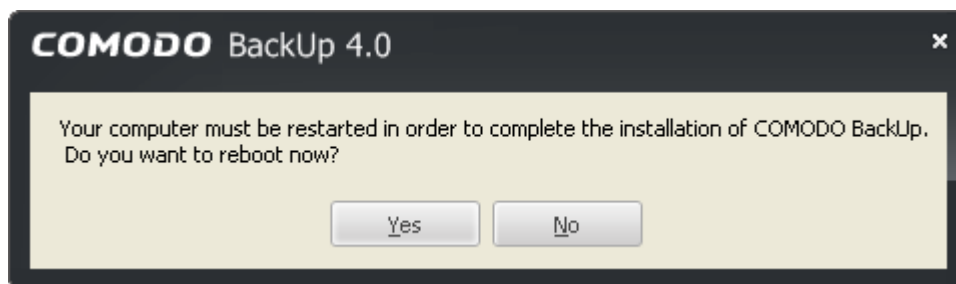 COMODO BackUp 4.0
Your computer must be restarted in order to complete the installation of COMODO BackUp.
Do you want to reboot now?
Yes No